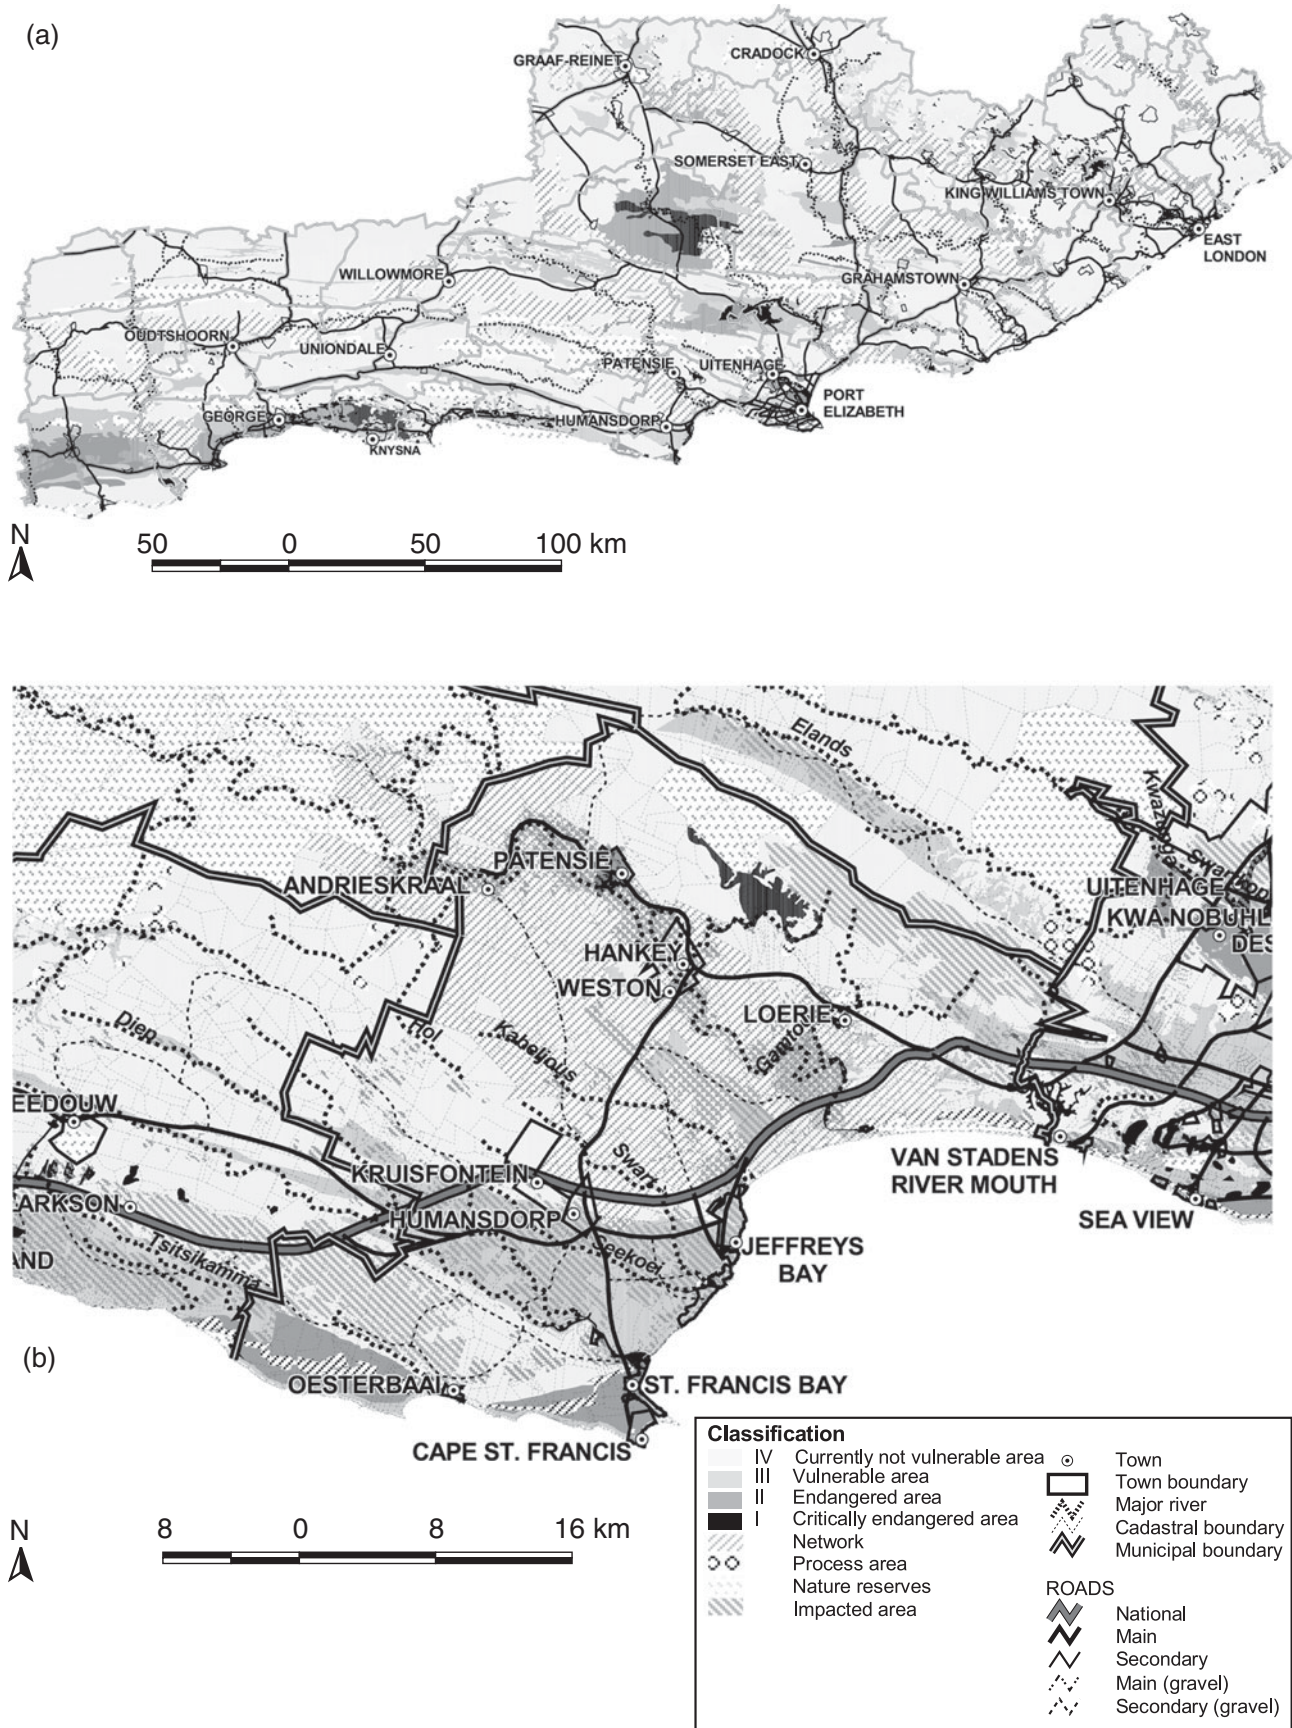 (a)
GRAAF-REINET
CRADOCK
SOMERSET EAST
KING WILLIAMS TOWN
EAST
LONDON
WILLOWMORE
GRAHAMSTOWN
OUDTSHOORN
UNIONDALE
PATENSIE
UITENHAGE
PORT
ELIZABETH
GEORGE
HUMANSDORP
KNYSNA
N
50 0 50 100 km
Elands
Kwazunga
Swartkop
PATENSIE
ANDRIESKRAAL
UITENHAGE
KWA NOBUHL
DES
HANKEY
WESTON
LOERIE
Gamtoo
Diep
Hol
Kabeljous
EEDOUW
Swart
KRUISFONTEIN
VAN STADENS
RIVER MOUTH
ARKSON
HUMANSDORP
SEA VIEW
Tsitsikamma
Seekoei
JEFFREYS
BAY
AND
(b)
OESTERBAAI
ST. FRANCIS BAY
CAPE ST. FRANCIS
N
8 0 8 16 km
Classification
IV Currently not vulnerable area
III Vulnerable area
II Endangered area
I Critically endangered area
Network
Process area
Nature reserves
Impacted area
Town
Town boundary
Major river
Cadastral boundary
Municipal boundary
ROADS
National
Main
Secondary
Main (gravel)
Secondary (gravel)